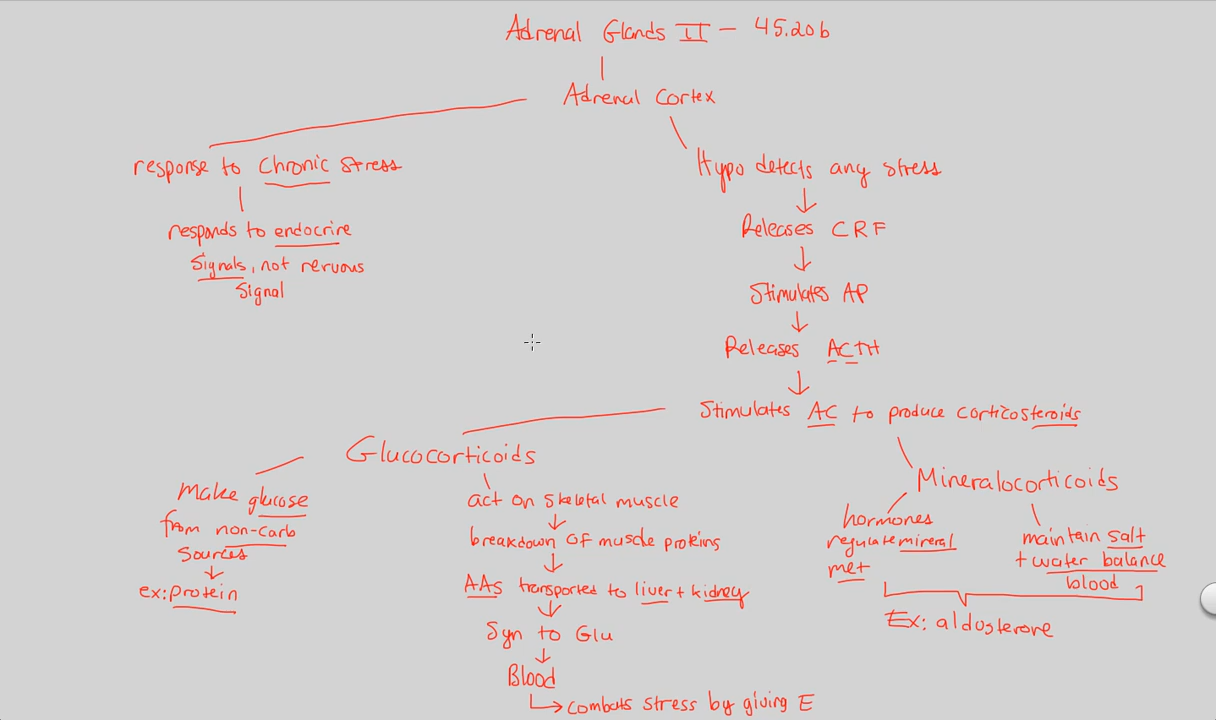 Adrenal Glands II - 45.20b
Adrenal Cortex
response to Chronic stress
responds to endocrine
Signals, not nervous
Signal
Hypo detects any stress
↓
Releases CRF
↓
Stimulates AP
↓
Releases ACTH
↓
Stimulates AC to produce corticosteroids
Glucocorticoids
Make glucose
from non-carb
sources
↓
ex: protein
act on skeletal muscle
↓
breakdown of muscle proteins
↓
AAs transported to liver + kidney
↓
Syn to Glu
↓
Blood
→ combats stress by giving E
Mineralocorticoids
hormones
regulate mineral
met
maintain salt
+ water balance
blood
Ex: aldosterone